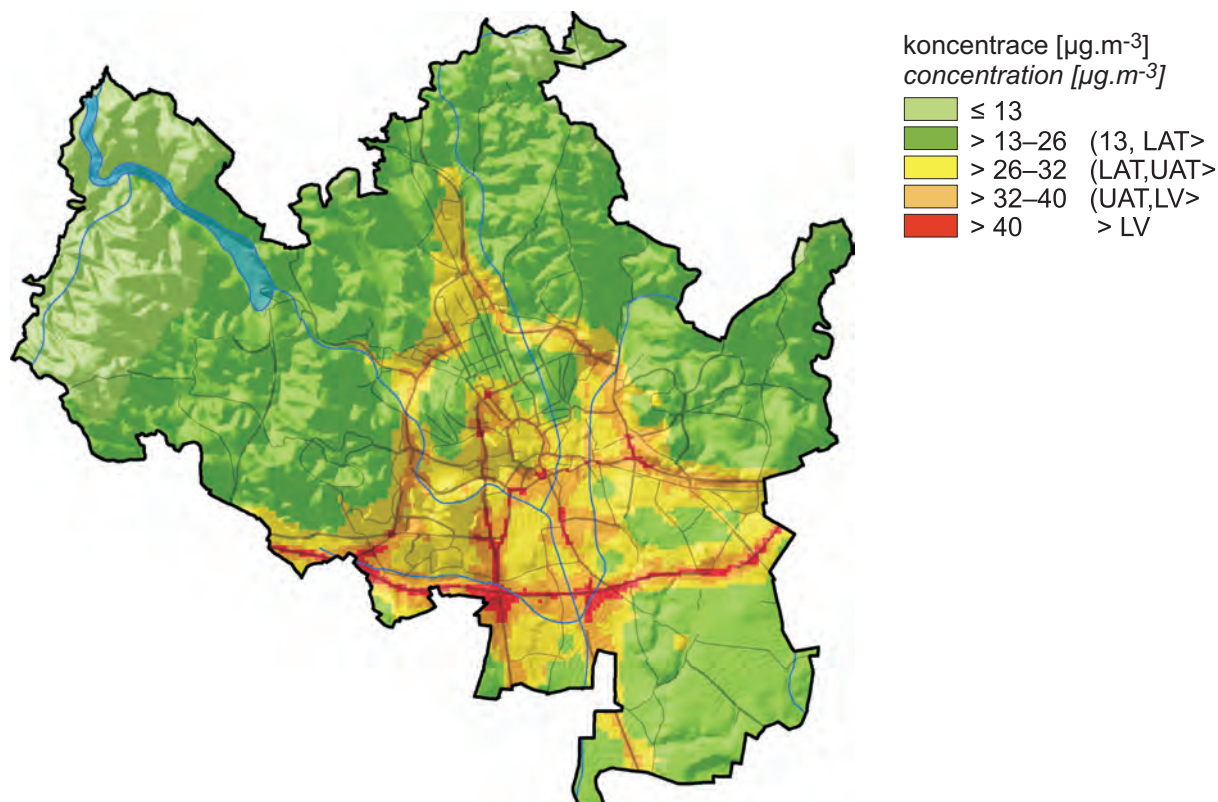 koncentrace [µg.m-3]
concentration [µg.m-3]
≤ 13
> 13–26 (13, LAT>
> 26–32 (LAT,UAT>
> 32–40 (UAT,LV>
> 40 > LV